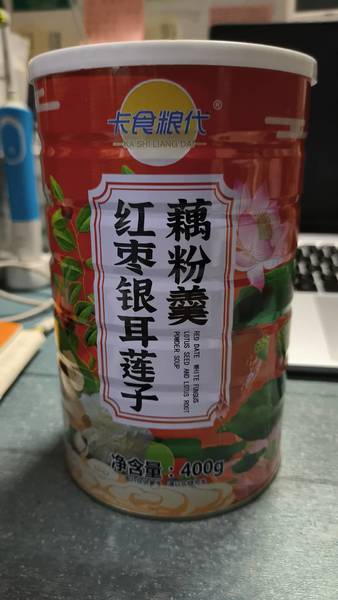 卡食粮代®
KA SHI LIANG DAI
红枣银耳莲子
藕粉羹
RED DATE WHITE FUNGUS
LOTUS SEED AND LOTUS ROOT
POWDER SOUP
净含量：400g